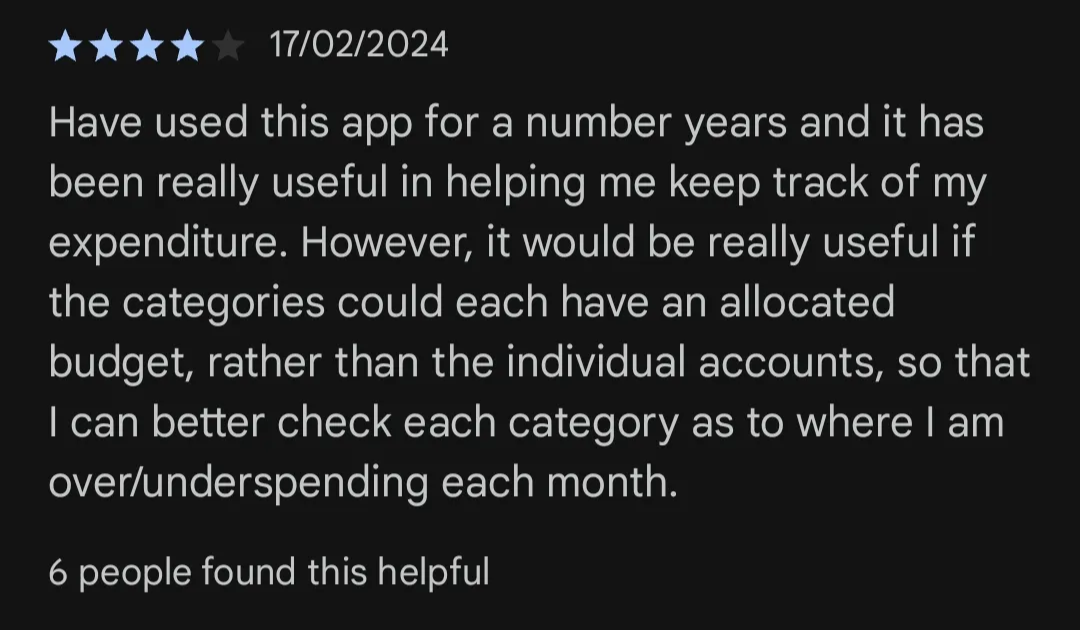 17/02/2024
Have used this app for a number years and it has
been really useful in helping me keep track of my
expenditure. However, it would be really useful if
the categories could each have an allocated
budget, rather than the individual accounts, so that
I can better check each category as to where I am
over/underspending each month.
6 people found this helpful